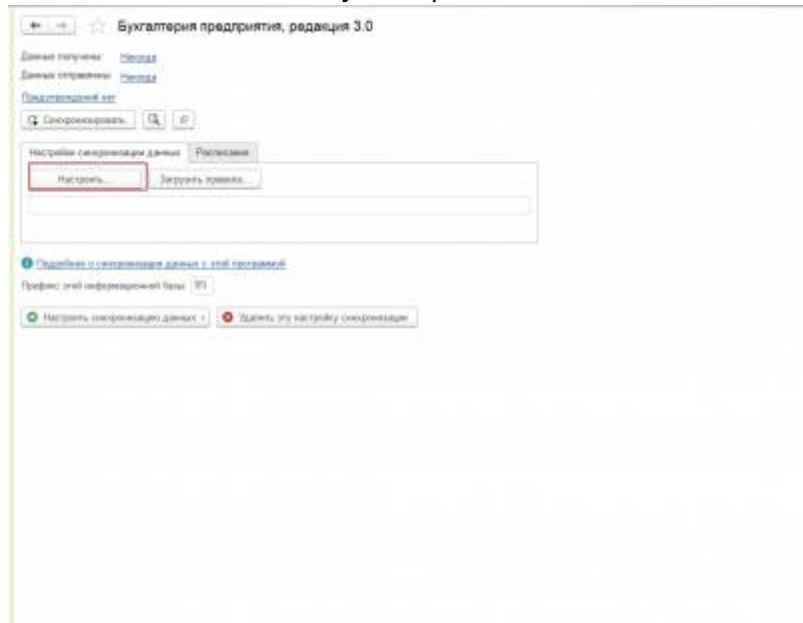 Бухгалтерия предприятия, редакция 3.0
Данные получены: Никогда
Данные отправлены: Никогда
Предупреждений нет
Синхронизировать
Настройки синхронизации данных Расписания
Настроить... Загрузить правила...
Подробнее о синхронизации данных с этой программой
Префикс этой информационной базы:
Настроить синхронизацию данных Удалить эту настройку синхронизации